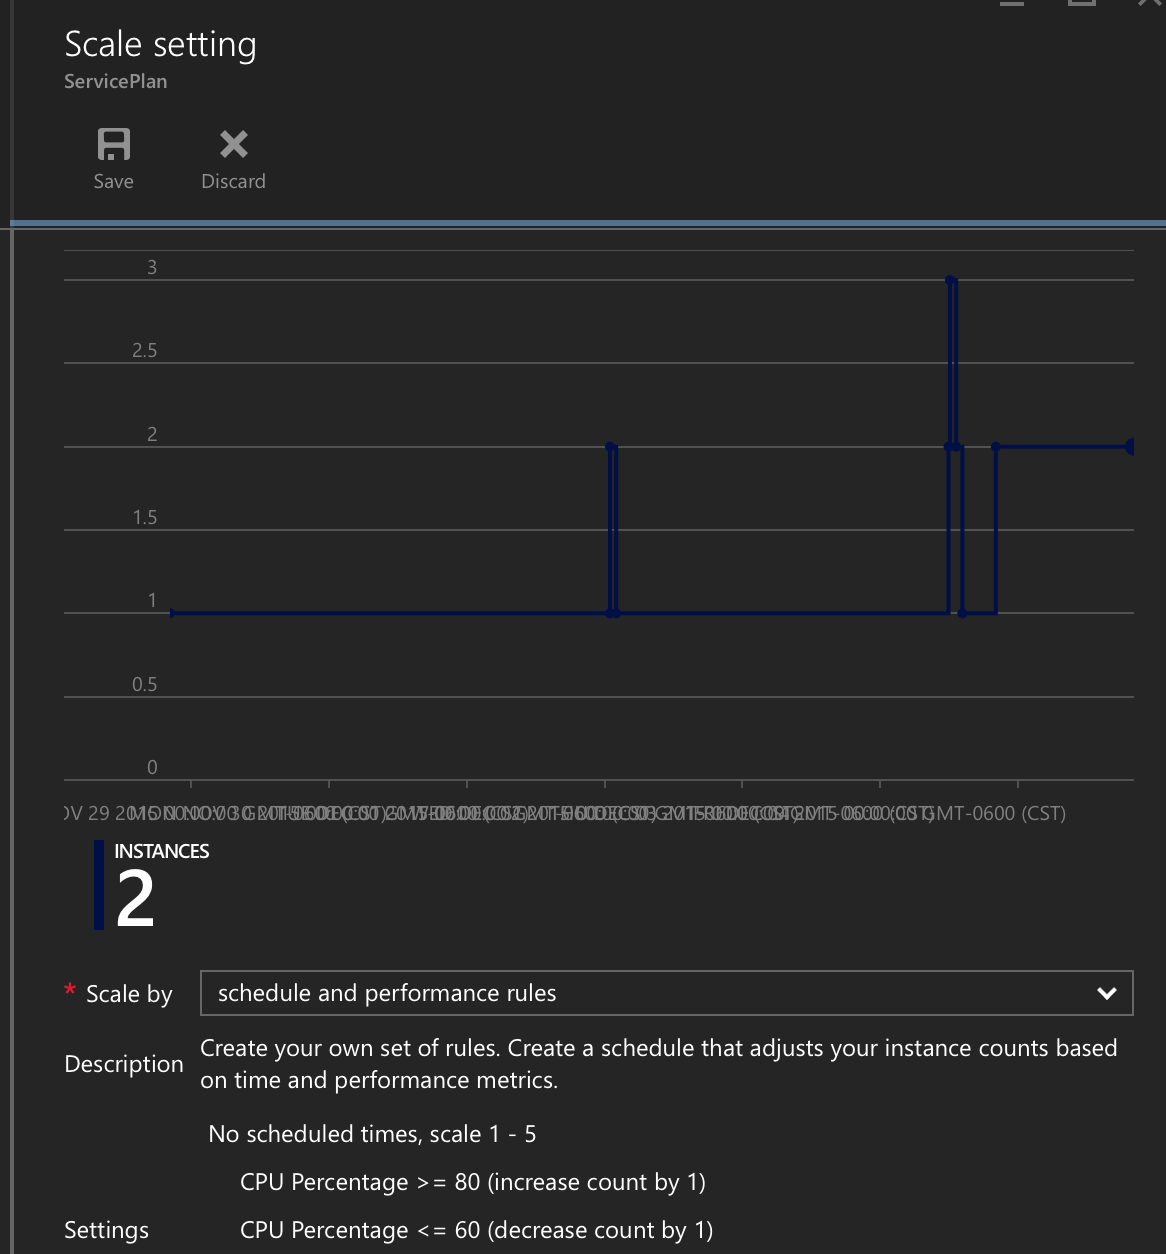 Scale setting
ServicePlan
Save Discard
3
2.5
2
1.5
1
0.5
0
GMT-0600 (CST)
INSTANCES
2
* Scale by schedule and performance rules
Description Create your own set of rules. Create a schedule that adjusts your instance counts based
on time and performance metrics.
No scheduled times, scale 1 - 5
CPU Percentage >= 80 (increase count by 1)
Settings CPU Percentage <= 60 (decrease count by 1)